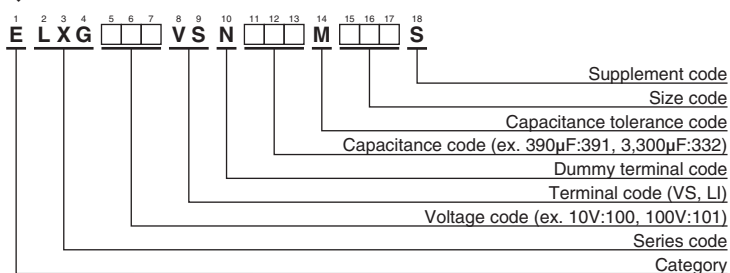 1 2 3 4 5 6 7 8 9 10 11 12 13 14 15 16 17 18
E L X G □□□ V S N □□□ M □□□ S
Supplement code
Size code
Capacitance tolerance code
Capacitance code (ex. 390μF:391, 3,300μF:332)
Dummy terminal code
Terminal code (VS, LI)
Voltage code (ex. 10V:100, 100V:101)
Series code
Category